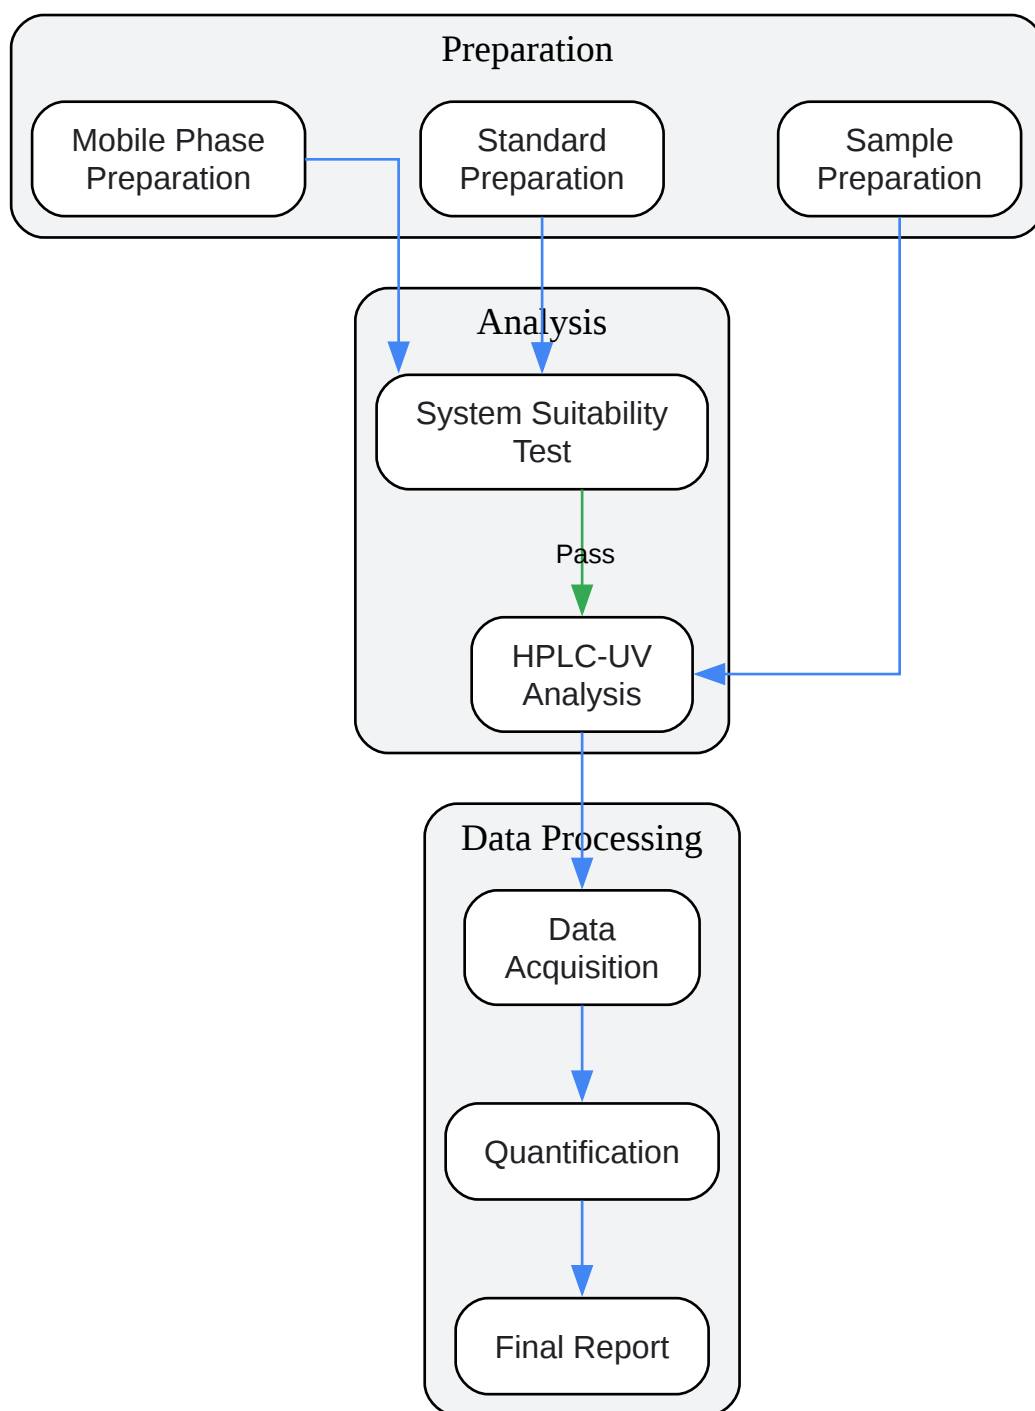 Preparation
Mobile Phase
Preparation
Standard
Preparation
Sample
Preparation
Analysis
System Suitability
Test
Pass
HPLC-UV
Analysis
Data Processing
Data
Acquisition
Quantification
Final Report